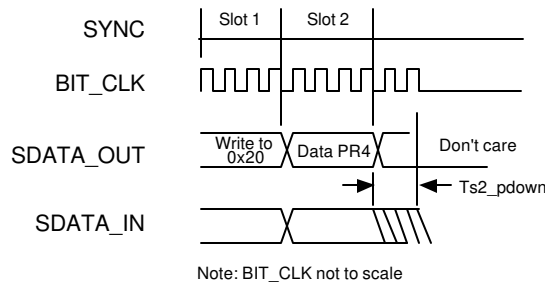 Slot 1 Slot 2
SYNC
BIT_CLK
SDATA_OUT
Write to
0x20
Data PR4
Don't care
Ts2_pdown
SDATA_IN
Note: BIT_CLK not to scale